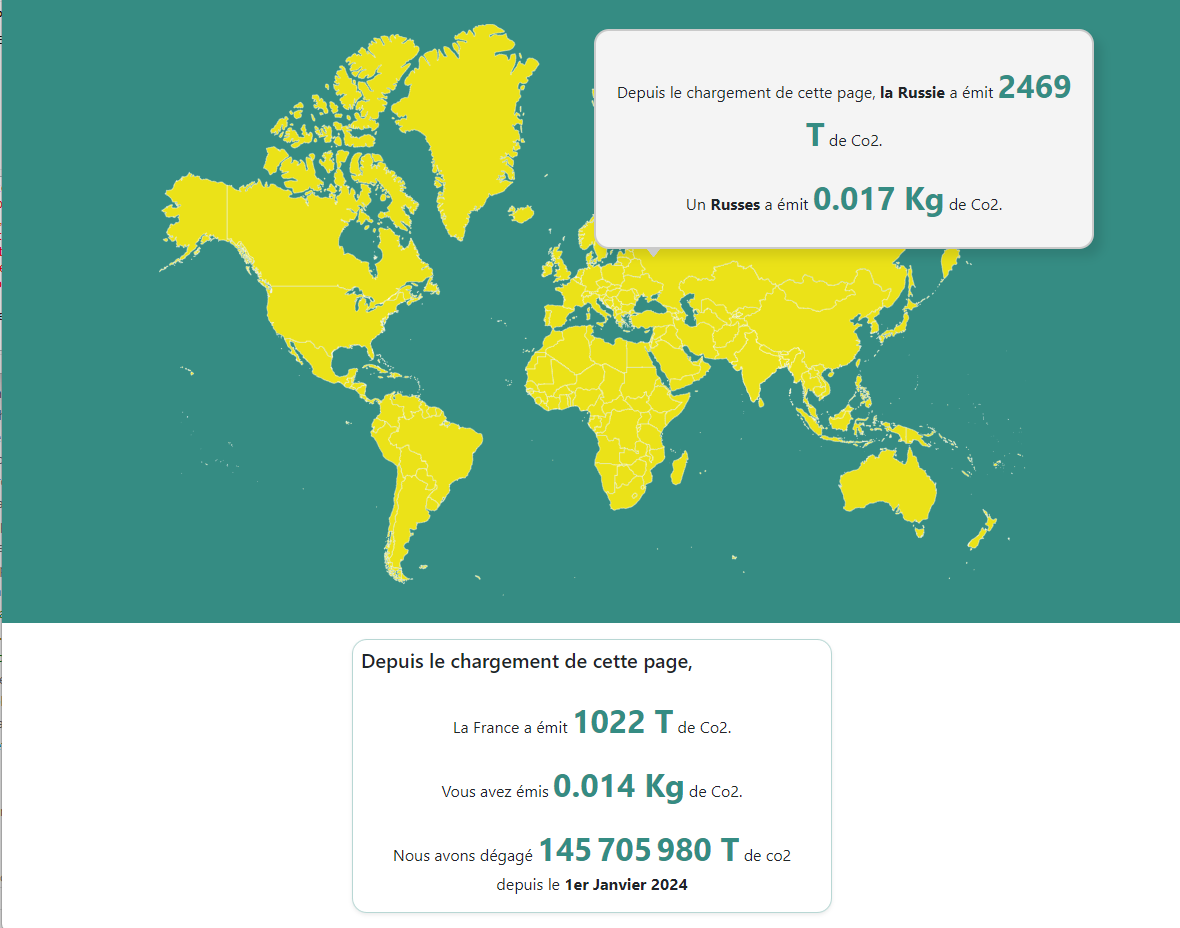 Depuis le chargement de cette page, la Russie a émit 2469
T de Co2.
Un Russes a émit 0.017 Kg de Co2.
Depuis le chargement de cette page,
La France a émit 1022 T de Co2.
Vous avez émis 0.014 Kg de Co2.
Nous avons dégagé 145 705 980 T de co2
depuis le 1er Janvier 2024